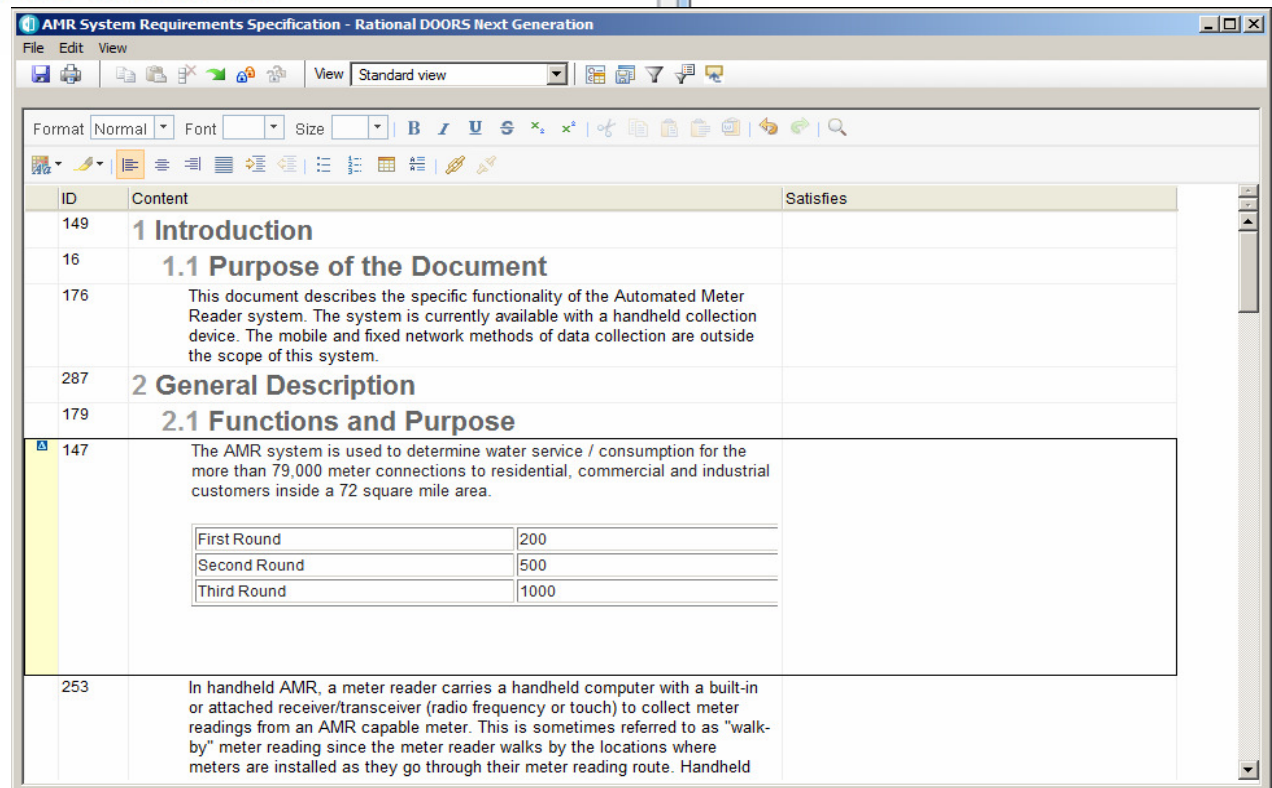 AMR System Requirements Specification - Rational DOORS Next Generation
File Edit View
View Standard view
Format Normal Font Size B I U S x₂ x²
ID Content Satisfies
149 1 Introduction
16 1.1 Purpose of the Document
176 This document describes the specific functionality of the Automated Meter
Reader system. The system is currently available with a handheld collection
device. The mobile and fixed network methods of data collection are outside
the scope of this system.
287 2 General Description
179 2.1 Functions and Purpose
147 The AMR system is used to determine water service / consumption for the
more than 79,000 meter connections to residential, commercial and industrial
customers inside a 72 square mile area.
First Round 200
Second Round 500
Third Round 1000
253 In handheld AMR, a meter reader carries a handheld computer with a built-in
or attached receiver/transceiver (radio frequency or touch) to collect meter
readings from an AMR capable meter. This is sometimes referred to as "walk-
by" meter reading since the meter reader walks by the locations where
meters are installed as they go through their meter reading route. Handheld